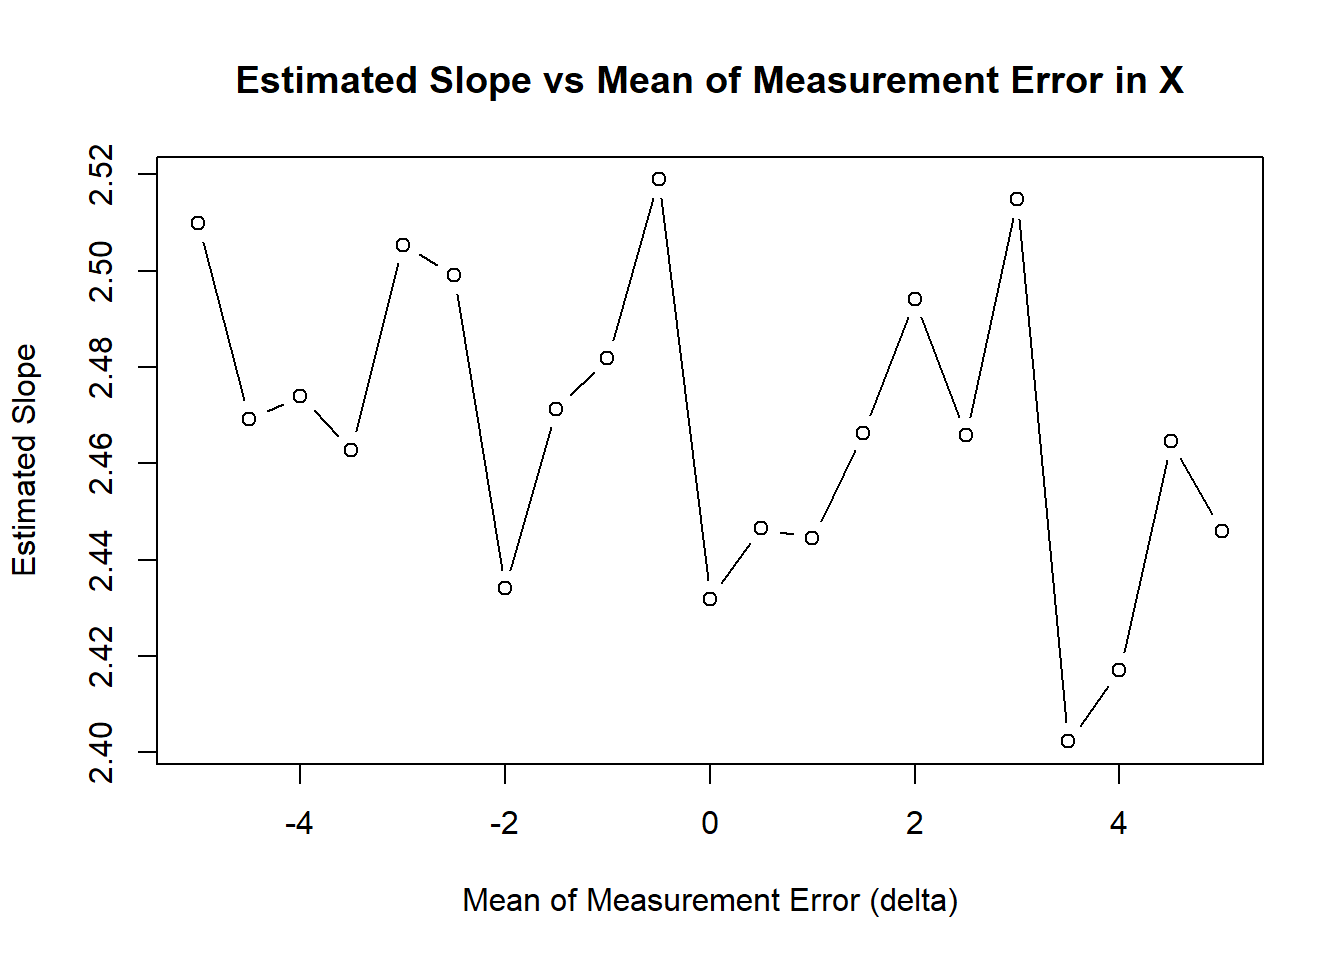 Estimated Slope vs Mean of Measurement Error in X
Estimated Slope
2.52
2.50
2.48
2.46
2.44
2.42
2.40
-4 -2 0 2 4
Mean of Measurement Error (delta)